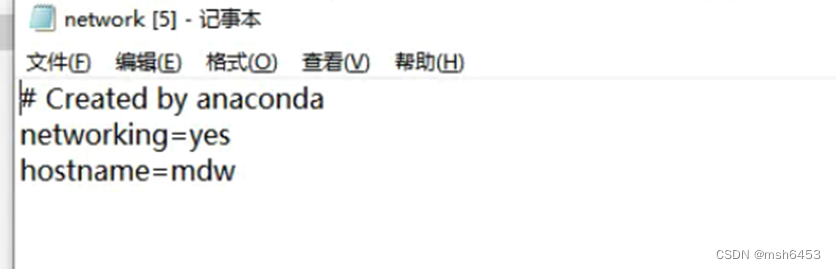 network [5] - 记事本
文件(F) 编辑(E) 格式(O) 查看(V) 帮助(H)
# Created by anaconda
networking=yes
hostname=mdw
CSDN @msh6453